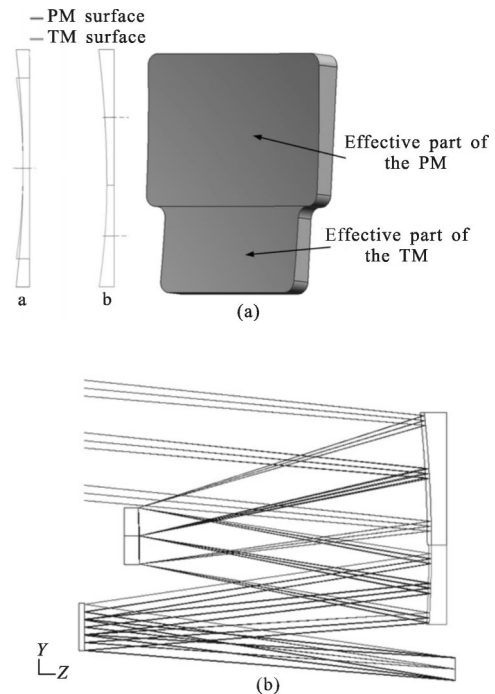 PM surface
TM surface
Effective part of
the PM
Effective part of
the TM
a
b
(a)
Y
Z
(b)